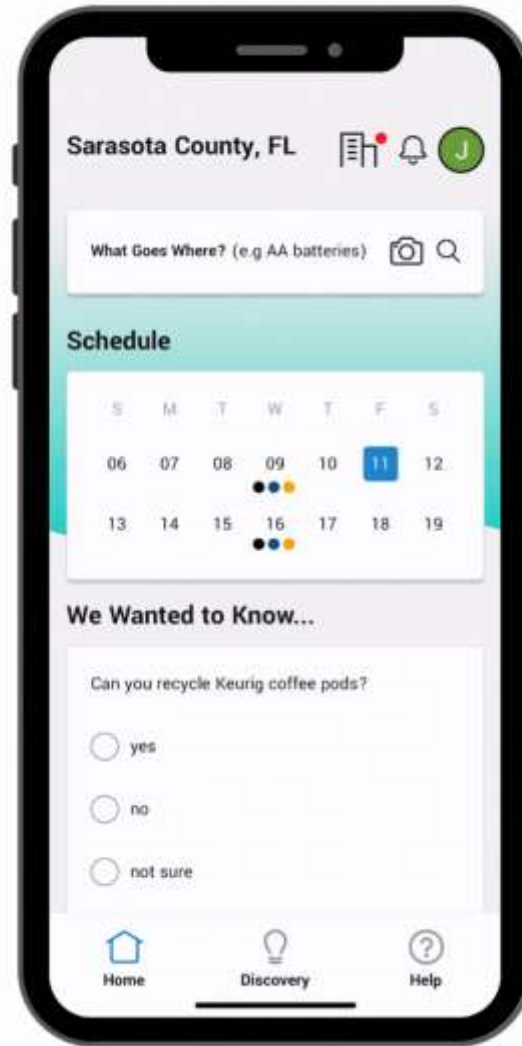 Sarasota County, FL
J
What Goes Where? (e.g AA batteries)
Schedule
S M T W T F S
06 07 08 09 10 11 12
13 14 15 16 17 18 19
We Wanted to Know...
Can you recycle Keurig coffee pods?
yes
no
not sure
Home Discovery Help